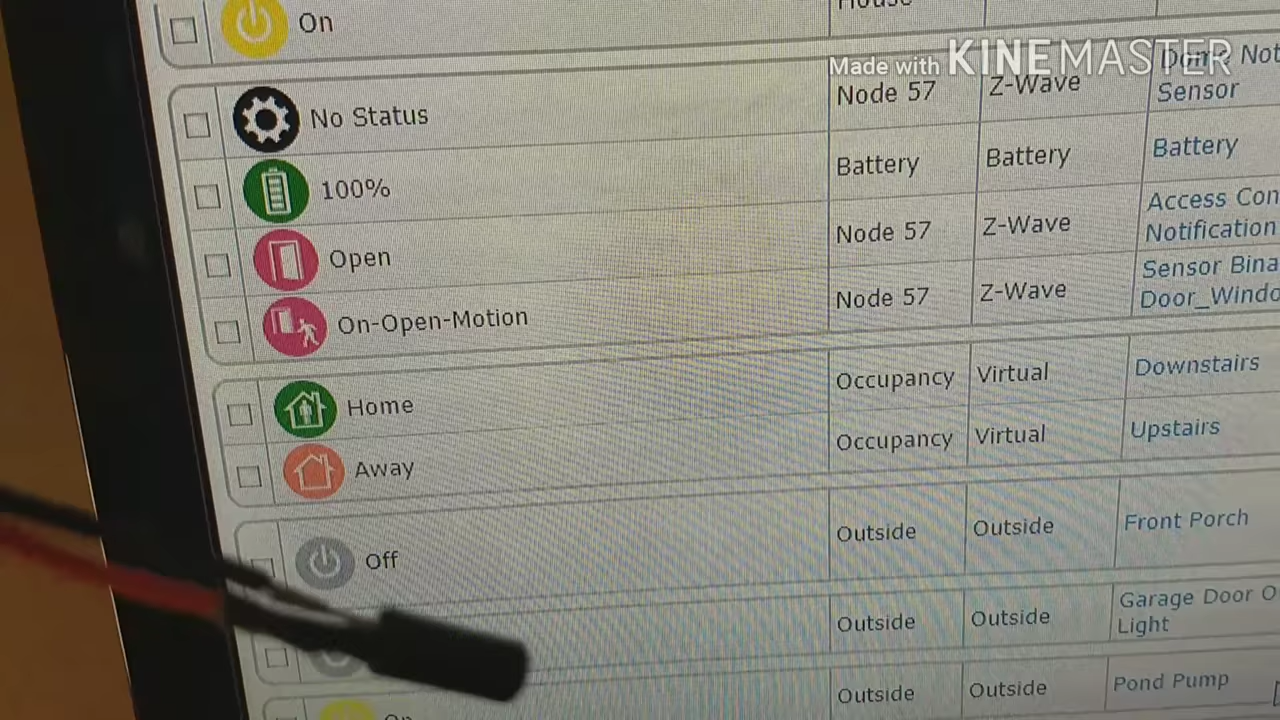 On
Made with KINEMASTER
No Status Node 57 Z-Wave Dome Not
Sensor
100% Battery Battery Battery
Open Node 57 Z-Wave Access Con
Notification
On-Open-Motion Node 57 Z-Wave Sensor Bina
Door_Windo
Home Occupancy Virtual Downstairs
Away Occupancy Virtual Upstairs
Off Outside Outside Front Porch
Outside Outside Garage Door O
Light
Outside Outside Pond Pump